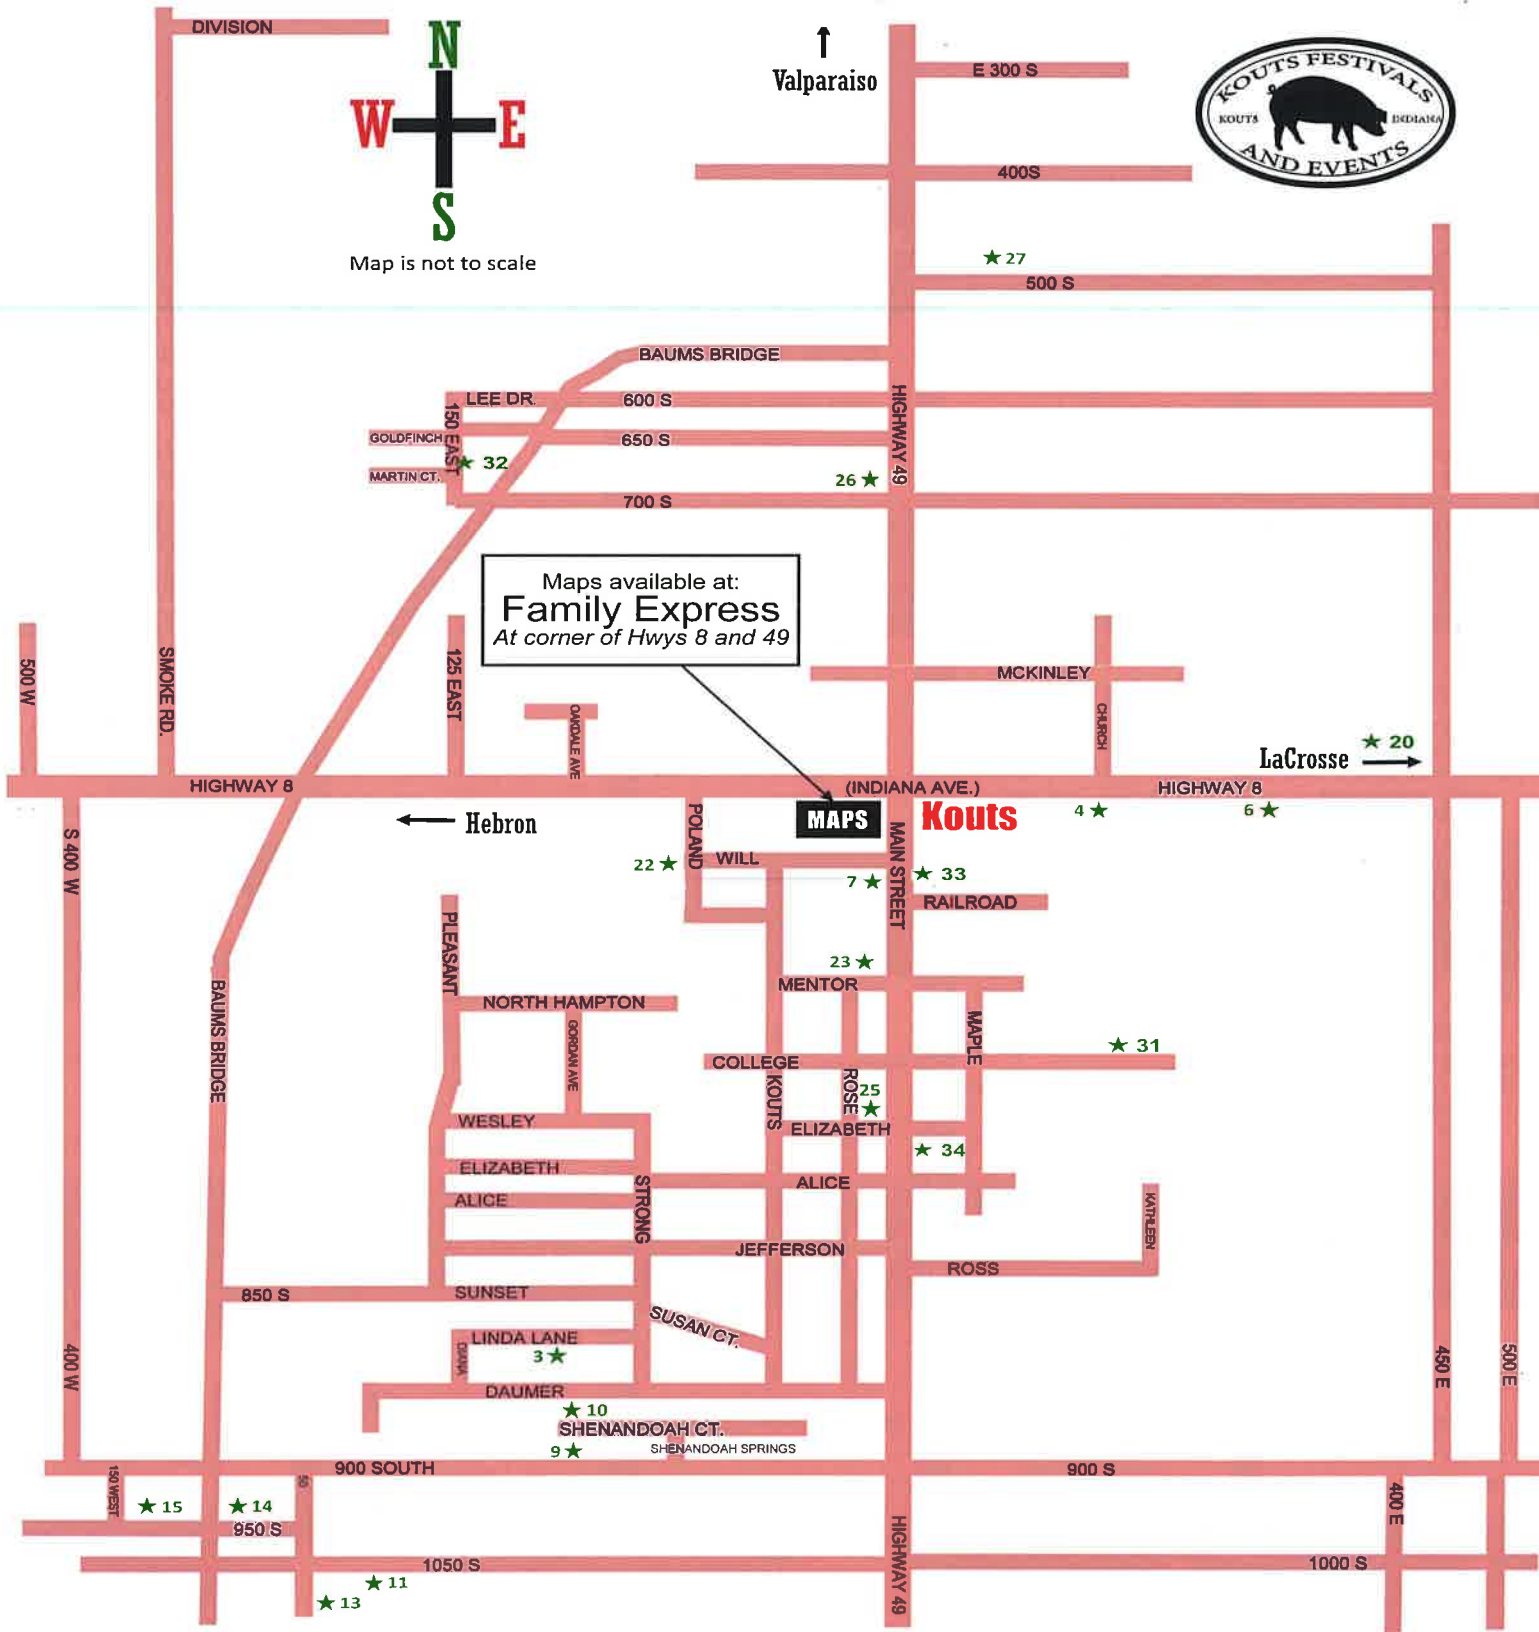 DIVISION
N
W E
S
Map is not to scale
Valparaiso
E 300 S
KOUTS FESTIVALS
KOUTS INDIANA
AND EVENTS
400S
27
500 S
BAUMS BRIDGE
LEE DR.
600 S
150 EAST
HIGHWAY 49
GOLDFINCH
650 S
32
MARTIN CT.
26
700 S
Maps available at:
Family Express
At corner of Hwys 8 and 49
500 W
SMOKE RD.
125 EAST
MCKINLEY
OAKDALE AVE
CHURCH
20
LaCrosse
HIGHWAY 8
(INDIANA AVE.)
HIGHWAY 8
Hebron
MAPS
Kouts
4
6
S 400 W
POLAND
MAIN STREET
22
WILL
7
33
RAILROAD
PLEASANT
23
MENTOR
BAUMS BRIDGE
NORTH HAMPTON
GORDAN AVE
MAPLE
31
COLLEGE
KOUTS
ROSE
25
WESLEY
ELIZABETH
34
ELIZABETH
STRONG
ALICE
ALICE
KATHLEEN
JEFFERSON
ROSS
850 S
SUNSET
SUSAN CT.
LINDA LANE
DIANA
3
400 W
450 E
500 E
DAUMER
10
SHENANDOAH CT.
9
SHENANDOAH SPRINGS
900 SOUTH
900 S
150 WEST
50
400 E
15
14
950 S
HIGHWAY 49
1050 S
1000 S
11
13